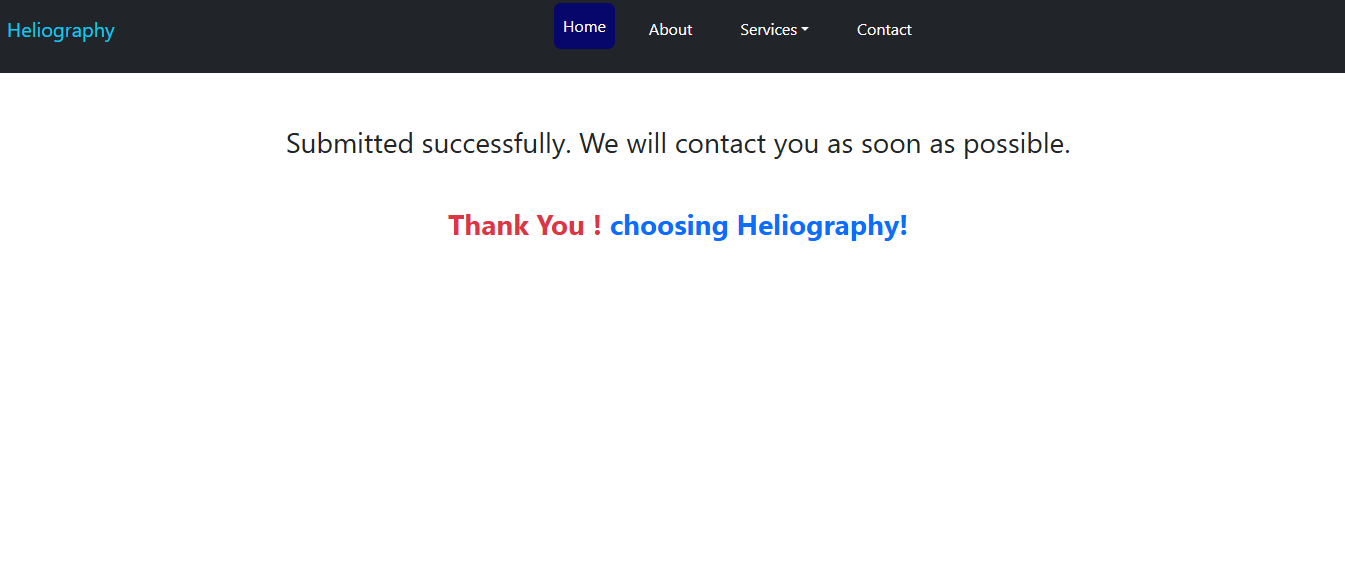 Heliography Home About Services Contact
Submitted successfully. We will contact you as soon as possible.
Thank You ! choosing Heliography!